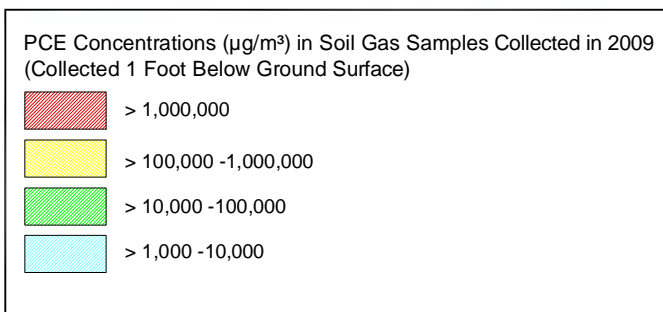 PCE Concentrations (µg/m³) in Soil Gas Samples Collected in 2009
(Collected 1 Foot Below Ground Surface)
> 1,000,000
> 100,000 -1,000,000
> 10,000 -100,000
> 1,000 -10,000